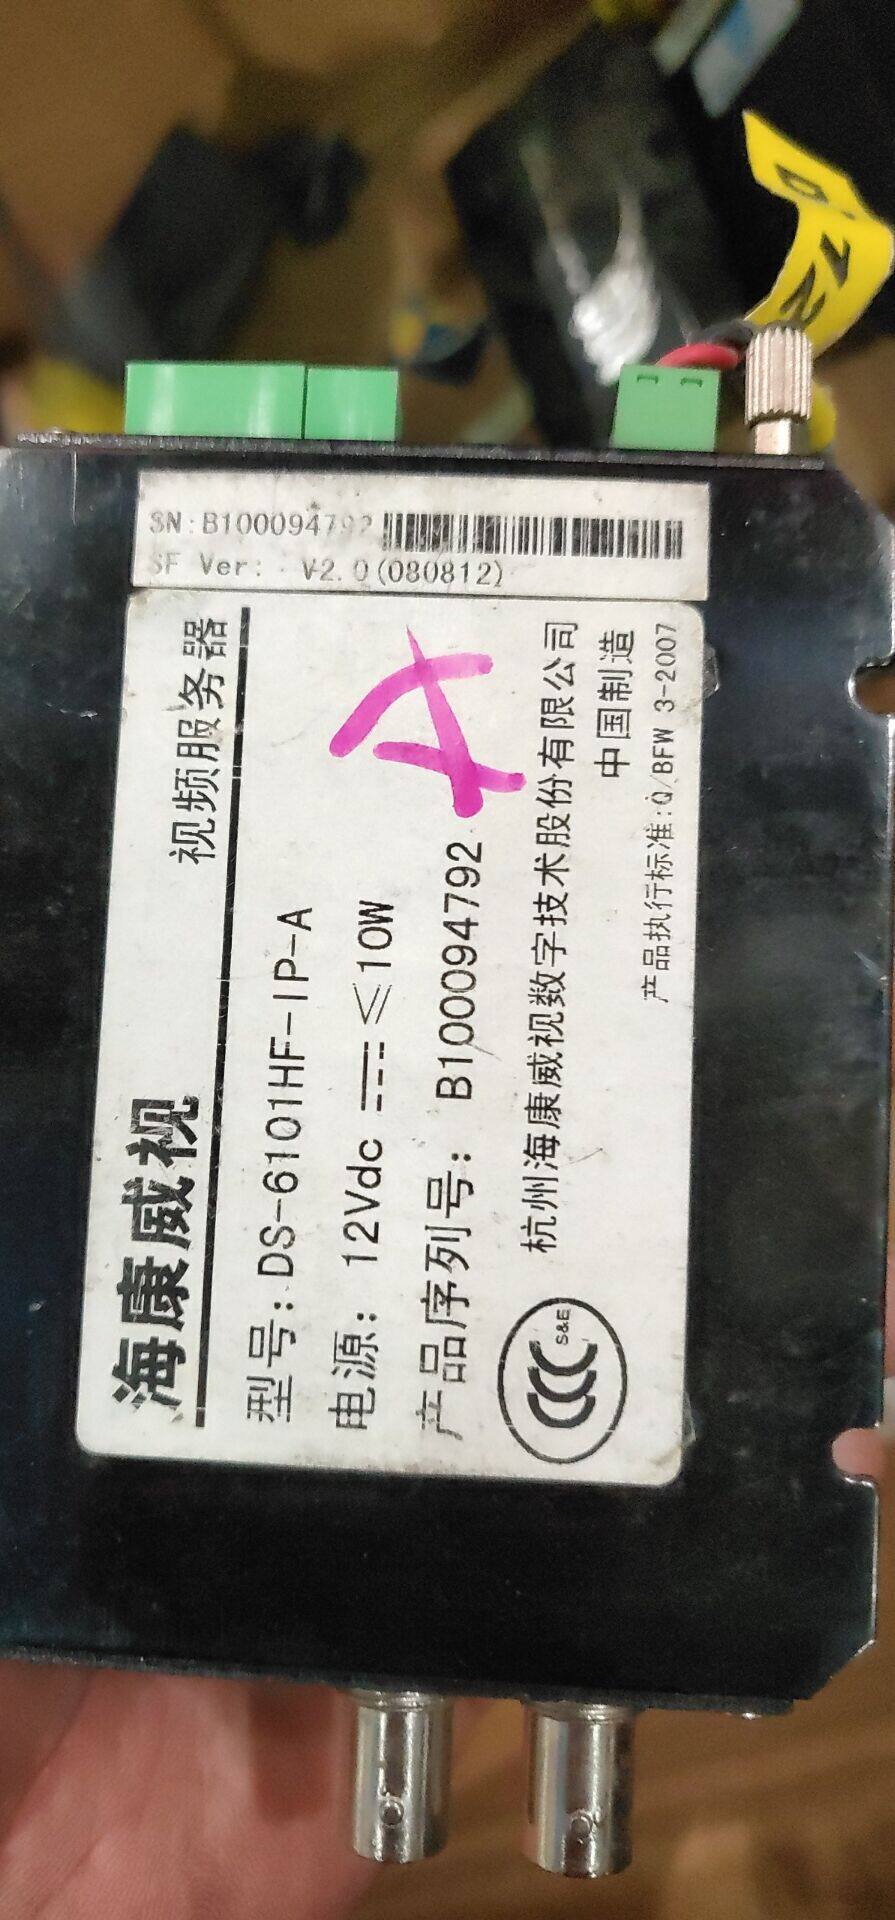 SN:B100094792
SF Ver: V2.0(080812)
海康威视
视频服务器
型号:DS-6101HF-IP-A
电源: 12Vdc ⎓≤10W
产品序列号: B100094792
A
CCC S&E
杭州海康威视数字技术股份有限公司
中国制造
产品执行标准:Q/BFW 3-2007